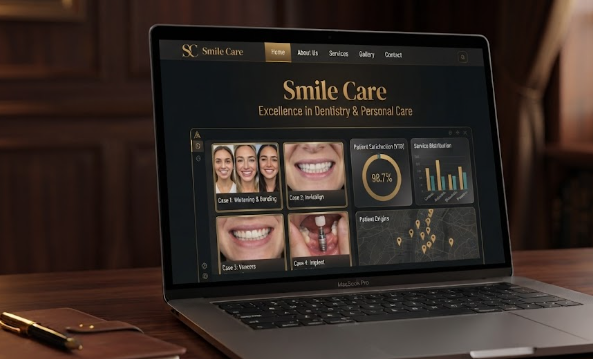 SC Smile Care
Home
About Us
Services
Gallery
Contact
Smile Care
Excellence in Dentistry & Personal Care
Case 1: Whitening & Bonding
Case 2: Invisalign
Patient Satisfaction (YTD)
98.7%
Service Distribution
Case 3: Veneers
Case 4: Implant
Patient Origins
MacBook Pro